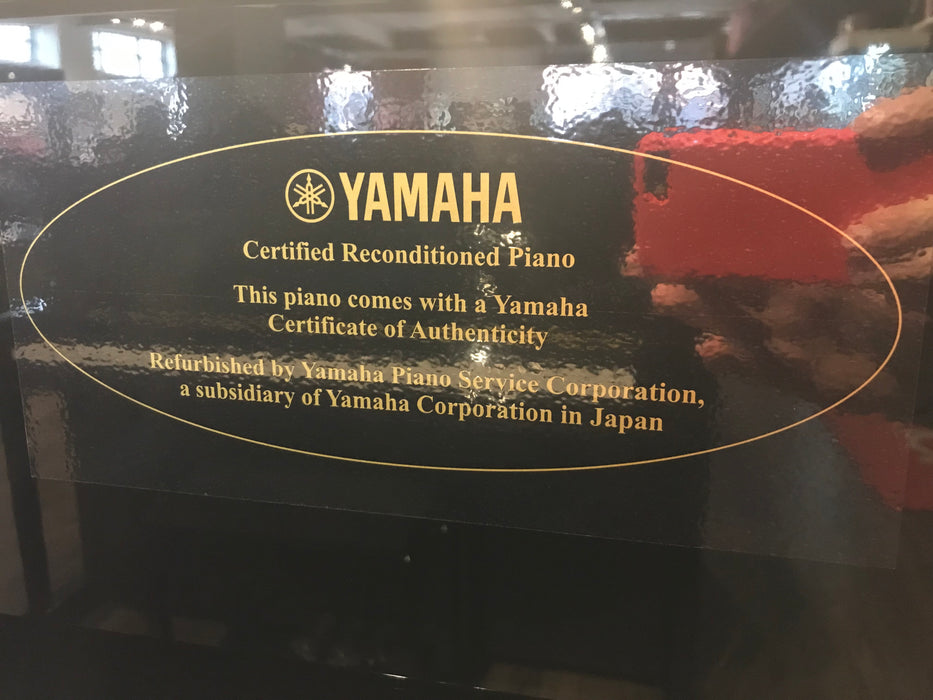 YAMAHA
Certified Reconditioned Piano
This piano comes with a Yamaha
Certificate of Authenticity
Refurbished by Yamaha Piano Service Corporation,
a subsidiary of Yamaha Corporation in Japan